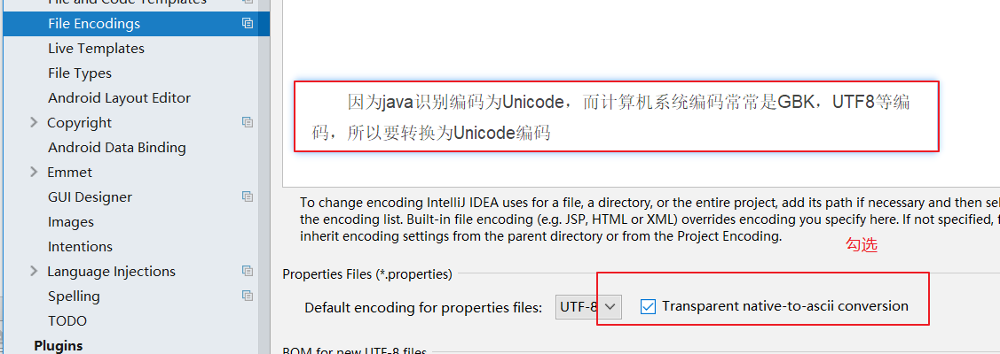 File and Code Templates
File Encodings
Live Templates
File Types
Android Layout Editor
Copyright
Android Data Binding
Emmet
GUI Designer
Images
Intentions
Language Injections
Spelling
TODO
Plugins
因为java识别编码为Unicode，而计算机系统编码常常是GBK，UTF8等编
码，所以要转换为Unicode编码
To change encoding IntelliJ IDEA uses for a file, a directory, or the entire project, add its path if necessary and then sel
the encoding list. Built-in file encoding (e.g. JSP, HTML or XML) overrides encoding you specify here. If not specified, f
inherit encoding settings from the parent directory or from the Project Encoding.
勾选
Properties Files (*.properties)
Default encoding for properties files: UTF-8 Transparent native-to-ascii conversion
BOM for new UTF-8 files